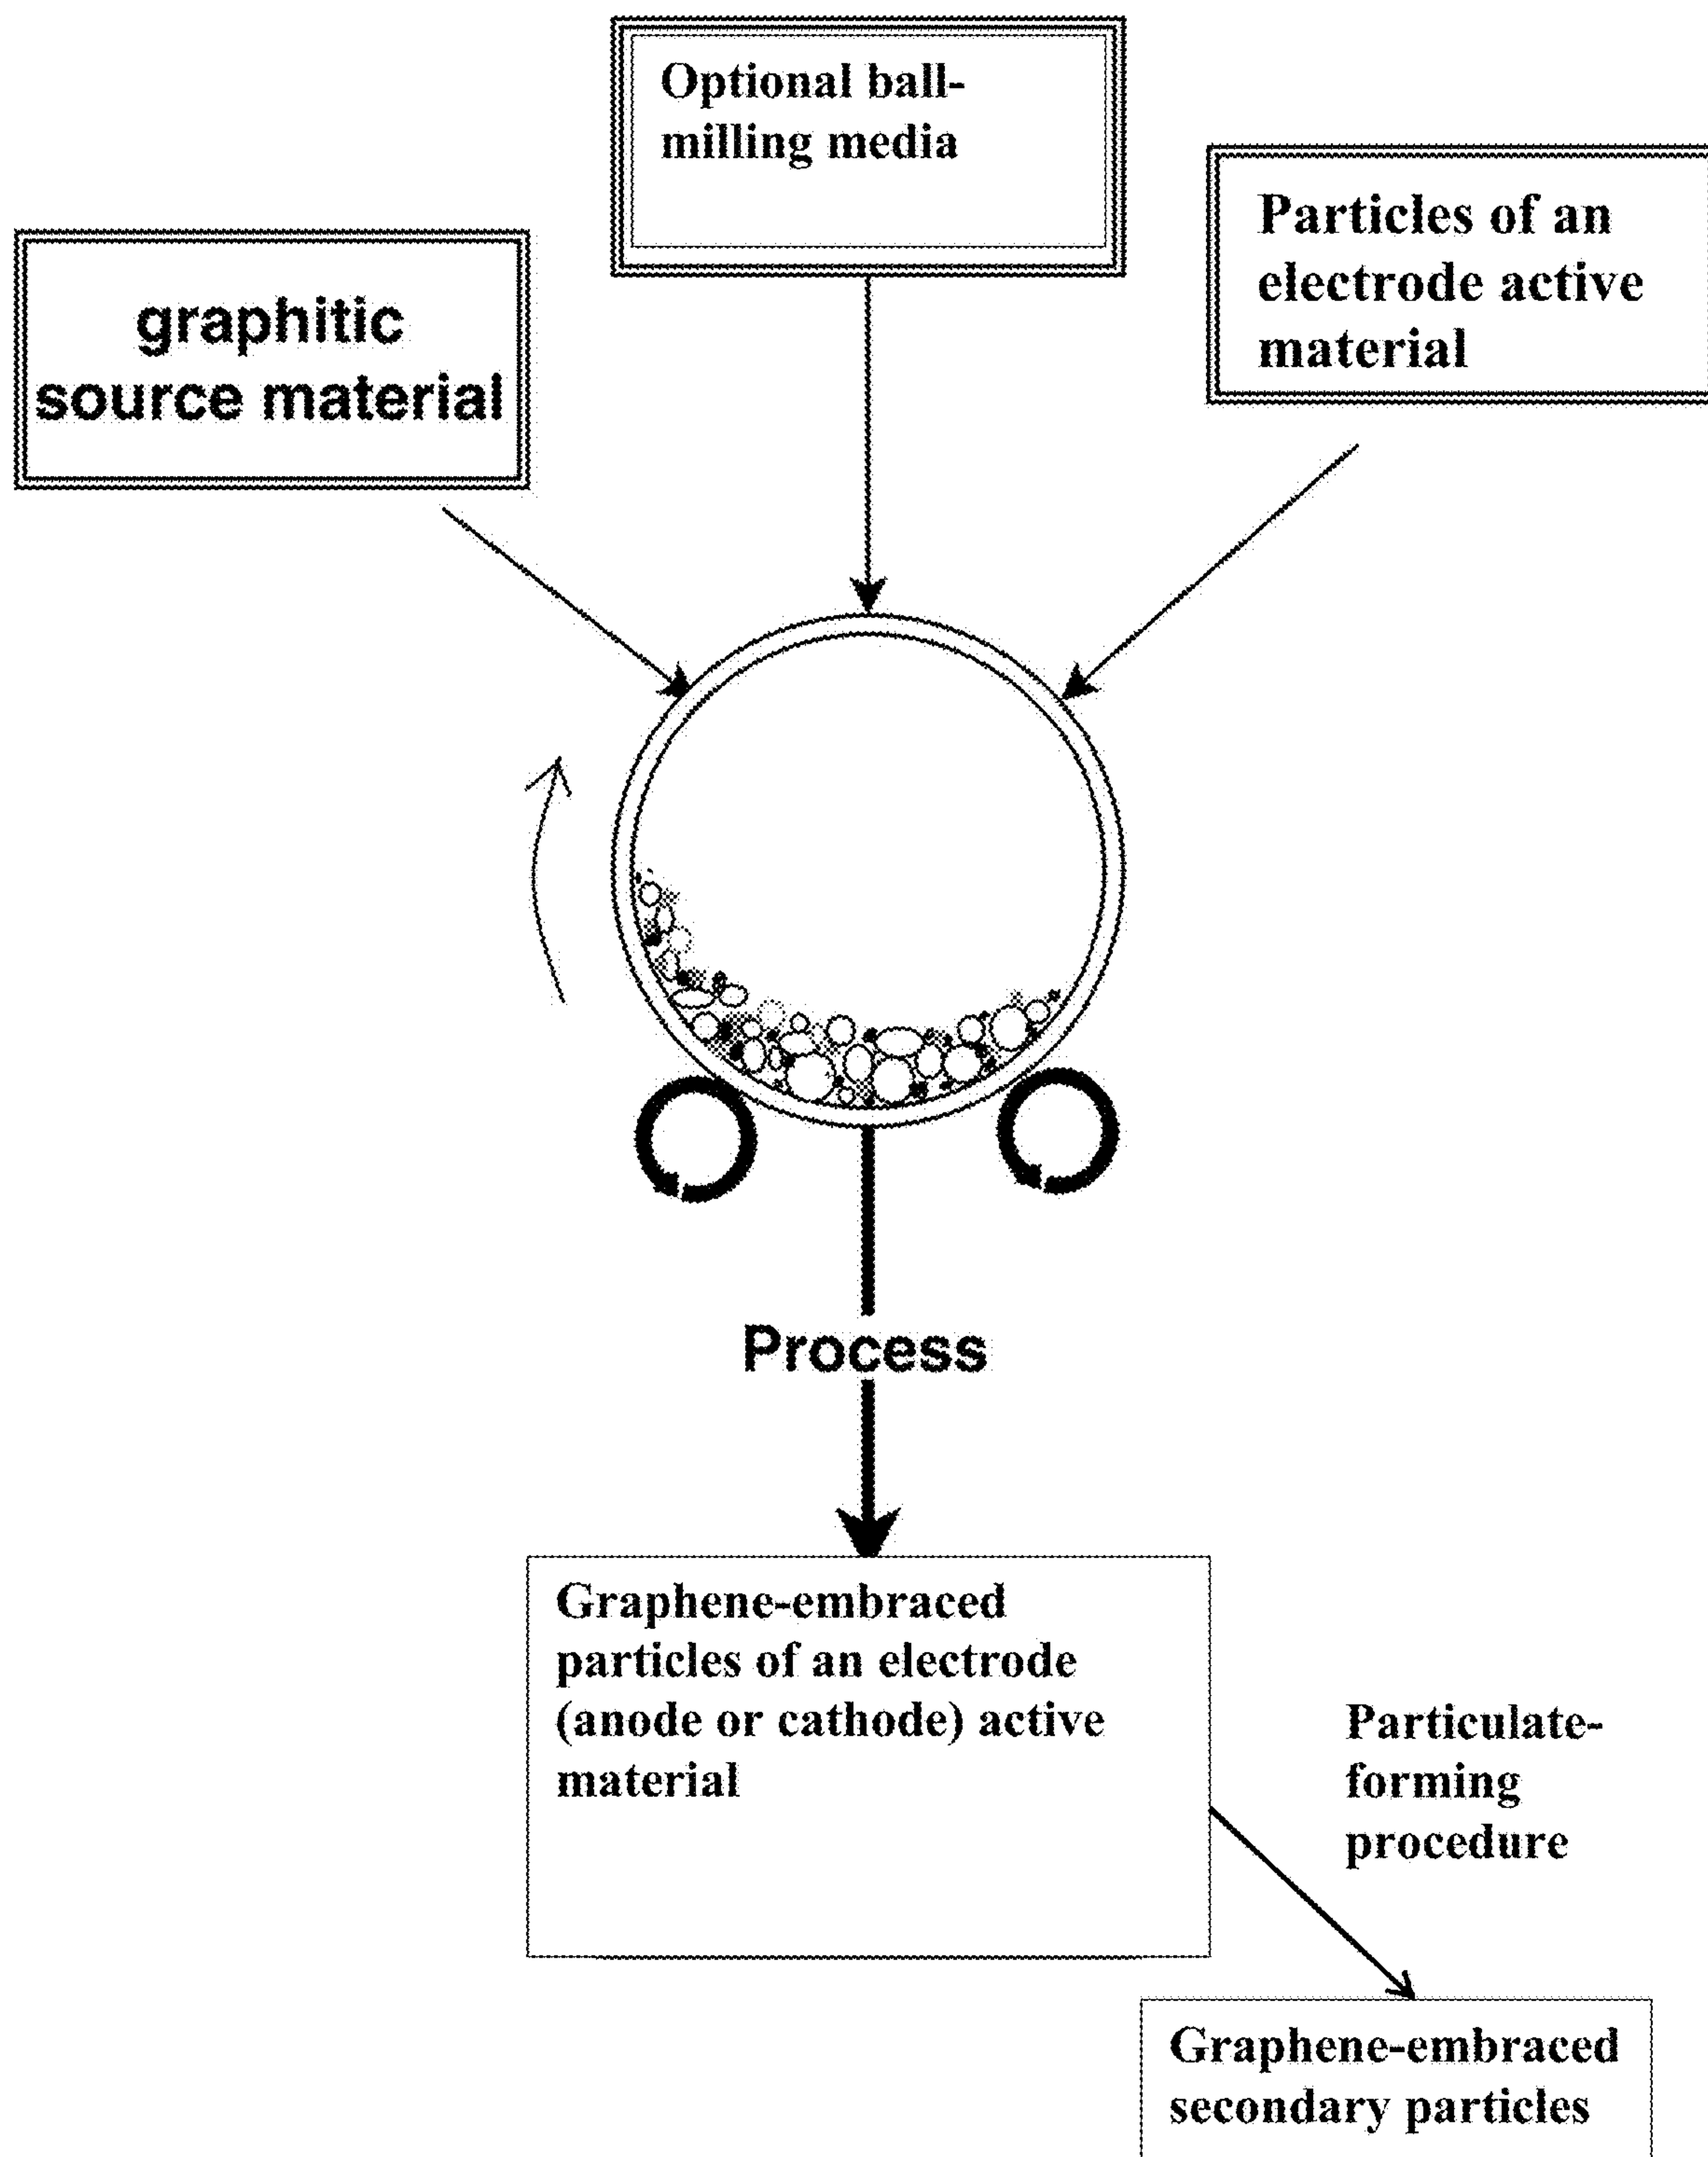 Optional ball-
milling media
Particles of an
electrode active
material
graphitic
source material
Process
Graphene-embraced
particles of an electrode
(anode or cathode) active
material
Particulate-
forming
procedure
Graphene-embraced
secondary particles